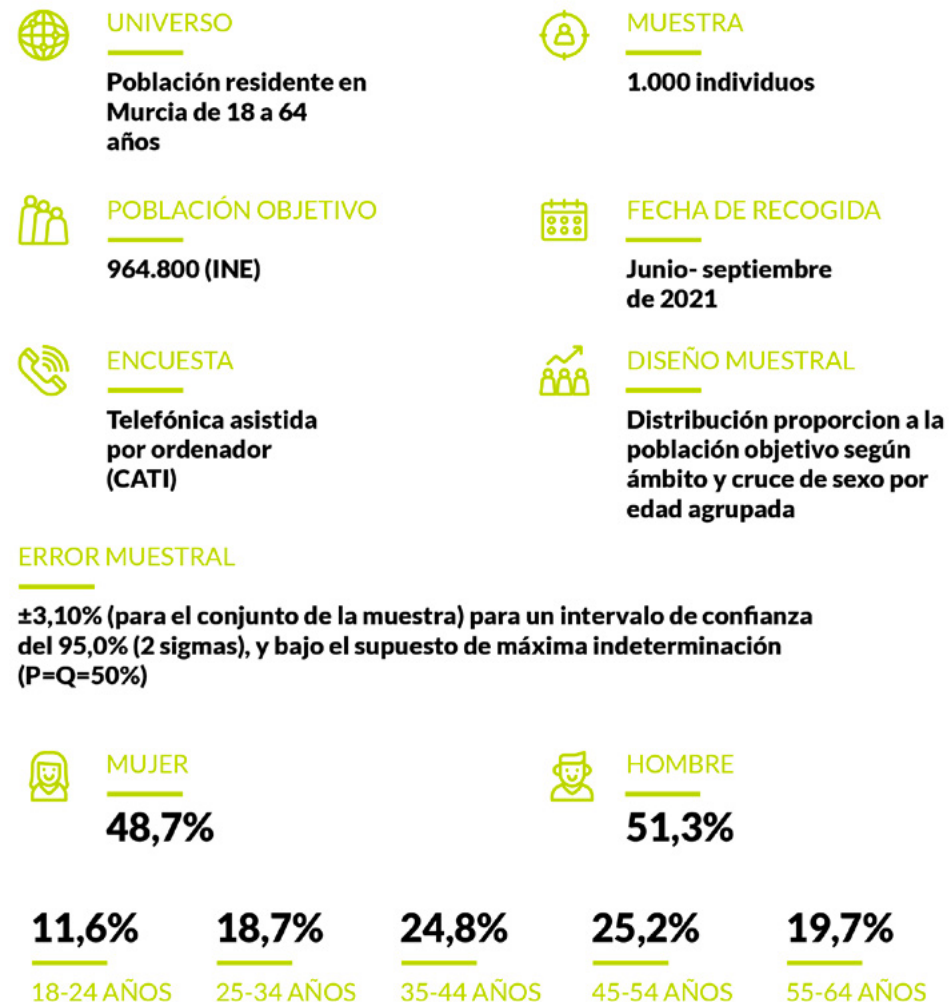 UNIVERSO
Población residente en
Murcia de 18 a 64
años
MUESTRA
1.000 individuos
POBLACIÓN OBJETIVO
964.800 (INE)
FECHA DE RECOGIDA
Junio- septiembre
de 2021
ENCUESTA
Telefónica asistida
por ordenador
(CATI)
DISEÑO MUESTRAL
Distribución proporcion a la
población objetivo según
ámbito y cruce de sexo por
edad agrupada
ERROR MUESTRAL
±3,10% (para el conjunto de la muestra) para un intervalo de confianza
del 95,0% (2 sigmas), y bajo el supuesto de máxima indeterminación
(P=Q=50%)
MUJER
48,7%
HOMBRE
51,3%
11,6%
18-24 AÑOS
18,7%
25-34 AÑOS
24,8%
35-44 AÑOS
25,2%
45-54 AÑOS
19,7%
55-64 AÑOS